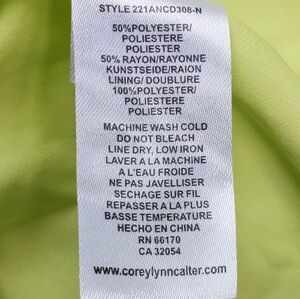 STYLE 221ANCD308-N
50%POLYESTER/
POLIESTERE
POLIESTER
50% RAYON/RAYONNE
KUNSTSEIDE/RAION
LINING/ DOUBLURE
100%POLYESTER/
POLIESTERE
POLIESTER
MACHINE WASH COLD
DO NOT BLEACH
LINE DRY, LOW IRON
LAVER A LA MACHINE
A L'EAU FROIDE
NE PAS JAVELLISER
SECHAGE SUR FIL
REPASSER A LA PLUS
BASSE TEMPERATURE
HECHO EN CHINA
RN 66170
CA 32054
www.coreylynncalter.com